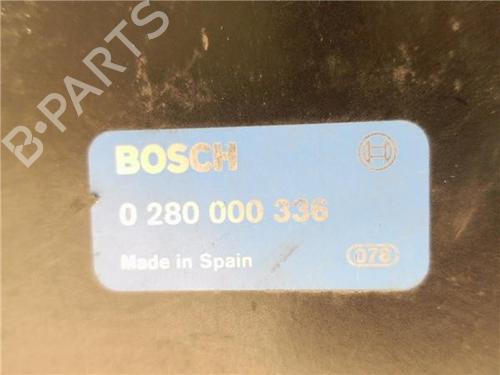 B-PARTS
BOSCH
0 280 000 336
Made in Spain
078